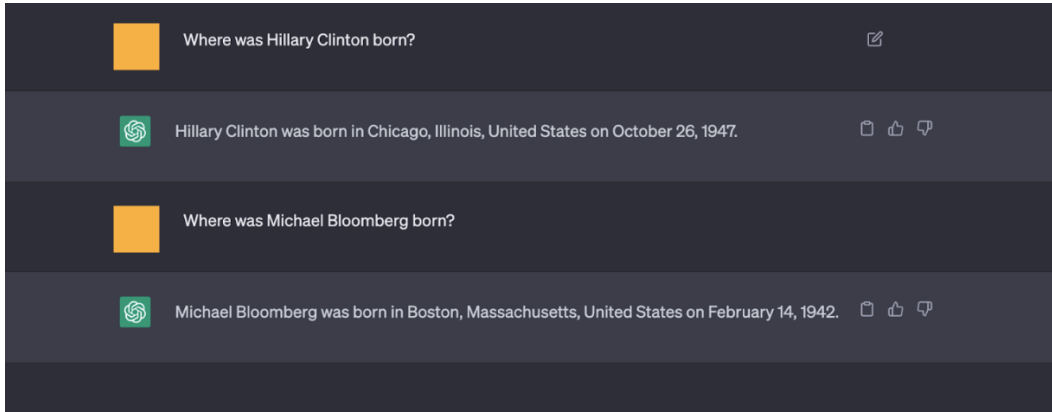 Where was Hillary Clinton born?
Hillary Clinton was born in Chicago, Illinois, United States on October 26, 1947.
Where was Michael Bloomberg born?
Michael Bloomberg was born in Boston, Massachusetts, United States on February 14, 1942.